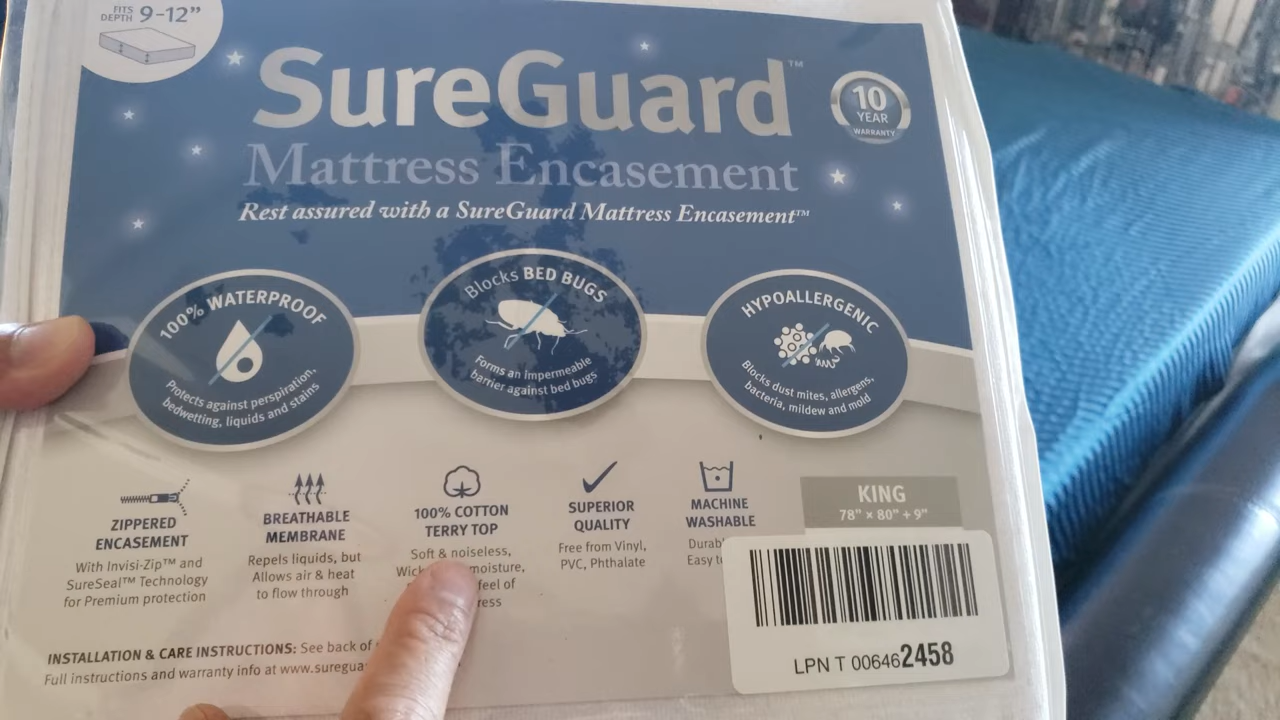 FITS DEPTH 9-12"
SureGuard™
10 YEAR WARRANTY
Mattress Encasement
Rest assured with a SureGuard Mattress Encasement™
100% WATERPROOF
Protects against perspiration,
bedwetting, liquids and stains
Blocks BED BUGS
Forms an impermeable
barrier against bed bugs
HYPOALLERGENIC
Blocks dust mites, allergens,
bacteria, mildew and mold
ZIPPERED
ENCASEMENT
With Invisi-Zip™ and
SureSeal™ Technology
for Premium protection
BREATHABLE
MEMBRANE
Repels liquids, but
Allows air & heat
to flow through
100% COTTON
TERRY TOP
Soft & noiseless,
moisture,
feel of
SUPERIOR
QUALITY
Free from Vinyl,
PVC, Phthalate
MACHINE
WASHABLE
Easy
KING
78" × 80" + 9"
LPN T 006462458
INSTALLATION & CARE INSTRUCTIONS: See back of
Full instructions and warranty info at